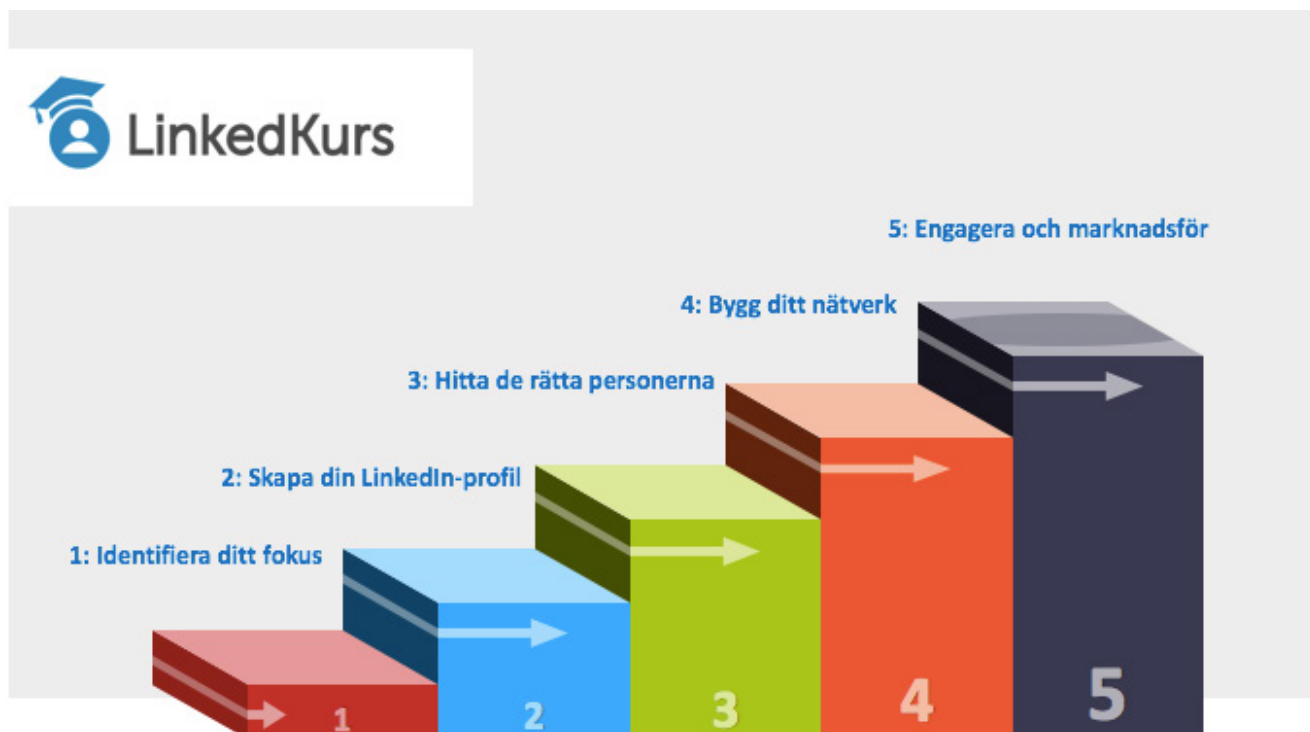 LinkedKurs
5: Engagera och marknadsför
4: Bygg ditt nätverk
3: Hitta de rätta personerna
2: Skapa din LinkedIn-profil
1: Identifiera ditt fokus
1
2
3
4
5